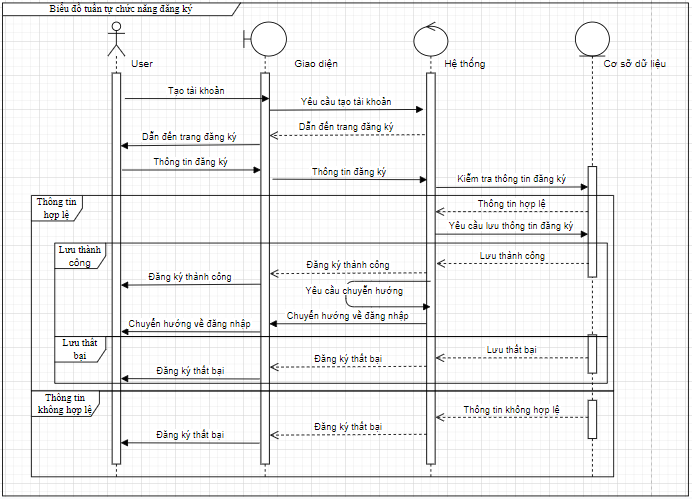 Biểu đồ tuần tự chức năng đăng ký
User
Giao diện
Hệ thống
Cơ sở dữ liệu
Tạo tài khoản
Yêu cầu tạo tài khoản
Dẫn đến trang đăng ký
Dẫn đến trang đăng ký
Thông tin đăng ký
Thông tin đăng ký
Kiểm tra thông tin đăng ký
Thông tin
hợp lệ
Thông tin hợp lệ
Yêu cầu lưu thông tin đăng ký
Lưu thành
công
Lưu thành công
Đăng ký thành công
Đăng ký thành công
Yêu cầu chuyển hướng
Chuyển hướng về đăng nhập
Chuyển hướng về đăng nhập
Lưu thất
bại
Lưu thất bại
Đăng ký thất bại
Đăng ký thất bại
Thông tin
không hợp lệ
Thông tin không hợp lệ
Đăng ký thất bại
Đăng ký thất bại